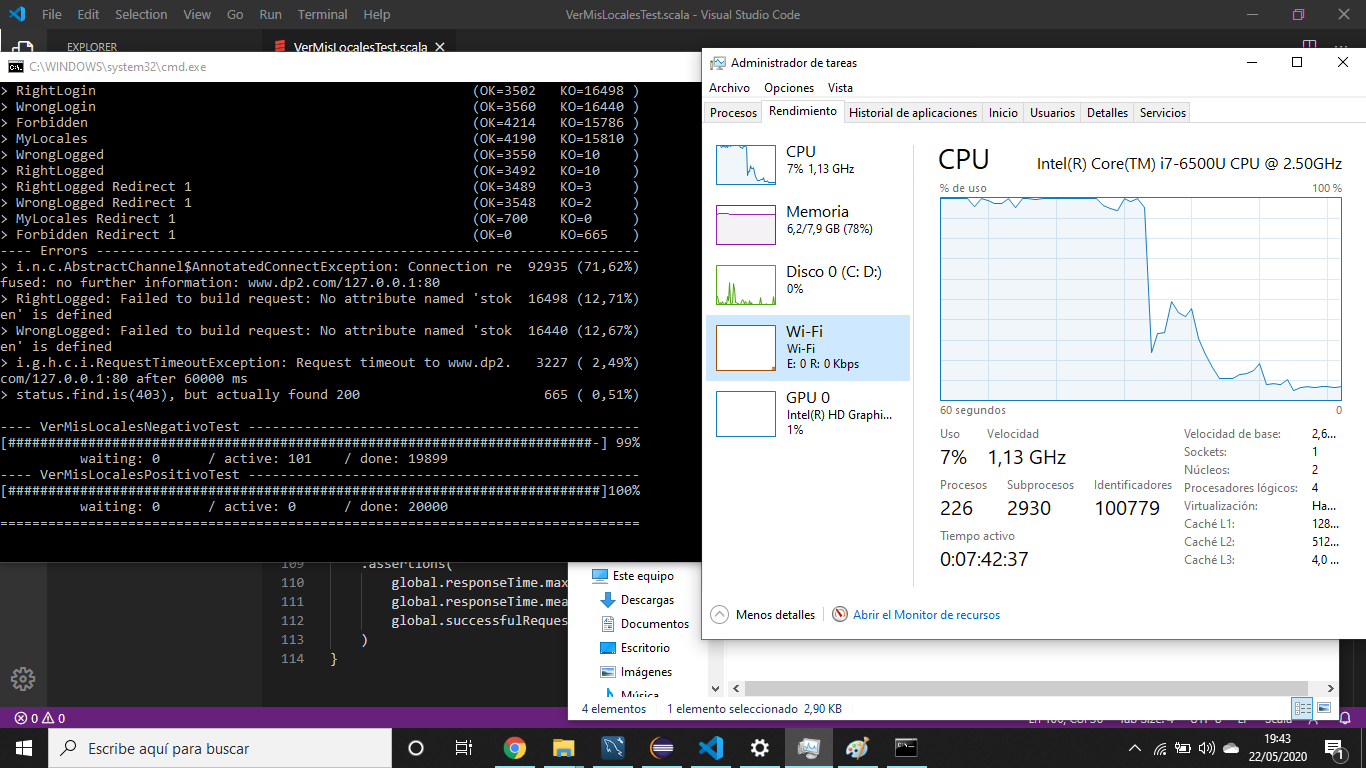 File Edit Selection View Go Run Terminal Help VerMisLocalesTest.scala - Visual Studio Code
EXPLORER VerMisLocalesTest.scala
C:\WINDOWS\system32\cmd.exe
> RightLogin (OK=3502 KO=16498 )
> WrongLogin (OK=3560 KO=16440 )
> Forbidden (OK=4214 KO=15786 )
> MyLocales (OK=4190 KO=15810 )
> WrongLogged (OK=3550 KO=10 )
> RightLogged (OK=3492 KO=10 )
> RightLogged Redirect 1 (OK=3489 KO=3 )
> WrongLogged Redirect 1 (OK=3548 KO=2 )
> MyLocales Redirect 1 (OK=700 KO=0 )
> Forbidden Redirect 1 (OK=0 KO=665 )
---- Errors --------------------------------------------------------------------
> i.n.c.AbstractChannel$AnnotatedConnectException: Connection re 92935 (71,62%)
fused: no further information: www.dp2.com/127.0.0.1:80
> RightLogged: Failed to build request: No attribute named 'stok 16498 (12,71%)
en' is defined
> WrongLogged: Failed to build request: No attribute named 'stok 16440 (12,67%)
en' is defined
> i.g.h.c.i.RequestTimeoutException: Request timeout to www.dp2. 3227 ( 2,49%)
com/127.0.0.1:80 after 60000 ms
> status.find.is(403), but actually found 200 665 ( 0,51%)
---- VerMisLocalesNegativoTest -------------------------------------------------
[##########################################################################-] 99%
waiting: 0 / active: 101 / done: 19899
---- VerMisLocalesPositivoTest -------------------------------------------------
[##########################################################################]100%
waiting: 0 / active: 0 / done: 20000
================================================================================
109 .assertions(
110 global.responseTime.max
111 global.responseTime.mea
112 global.successfulReques
113 )
114 }
Administrador de tareas
Archivo Opciones Vista
Procesos Rendimiento Historial de aplicaciones Inicio Usuarios Detalles Servicios
CPU
7% 1,13 GHz
Memoria
6,2/7,9 GB (78%)
Disco 0 (C: D:)
0%
Wi-Fi
Wi-Fi
E: 0 R: 0 Kbps
GPU 0
Intel(R) HD Graphi...
1%
CPU Intel(R) Core(TM) i7-6500U CPU @ 2.50GHz
% de uso 100 %
60 segundos 0
Uso Velocidad
7% 1,13 GHz
Procesos Subprocesos Identificadores
226 2930 100779
Tiempo activo
0:07:42:37
Velocidad de base: 2,6...
Sockets: 1
Núcleos: 2
Procesadores lógicos: 4
Virtualización: Ha...
Caché L1: 128...
Caché L2: 512...
Caché L3: 4,0 ...
Menos detalles Abrir el Monitor de recursos
Este equipo
Descargas
Documentos
Escritorio
Imágenes
Música
4 elementos 1 elemento seleccionado 2,90 KB
0 0
Escribe aquí para buscar
19:43
22/05/2020
1